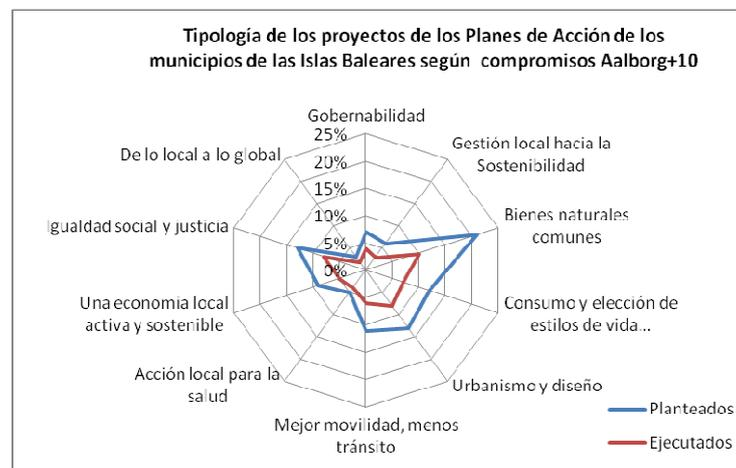 Tipología de los proyectos de los Planes de Acción de los
municipios de las Islas Baleares según compromisos Aalborg+10
Gobernabilidad
25%
20%
15%
10%
5%
0%
Gestión local hacia la
Sostenibilidad
Bienes naturales
comunes
Consumo y elección de
estilos de vida...
Urbanismo y diseño
Mejor movilidad, menos
tránsito
Acción local para la
salud
Una economía local
activa y sostenible
Igualdad social y justicia
De lo local a lo global
Planteados
Ejecutados